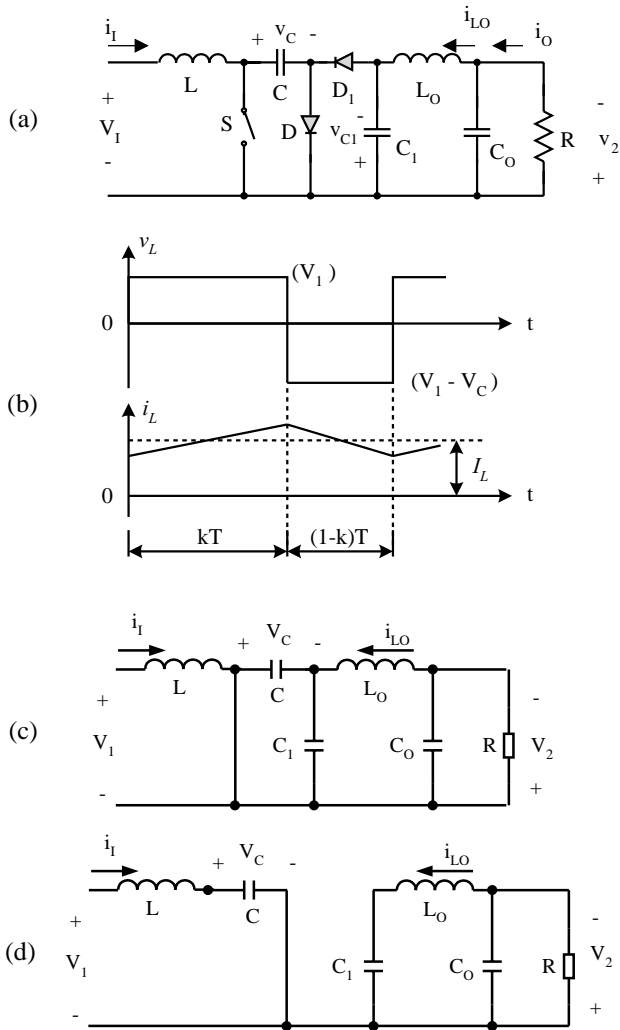 (a)
i_I
+ v_C -
i_LO
i_O
L
C
D_1
L_O
+
V_I
-
S
D
-
v_C1
+
C_1
C_O
R
-
v_2
+
(b)
v_L
(V_1)
0
t
(V_1 - V_C)
i_L
I_L
0
t
kT
(1-k)T
(c)
i_I
+ V_C -
i_LO
L
C
L_O
+
V_1
-
C_1
C_O
R
-
V_2
+
(d)
i_I
+ V_C -
i_LO
L
C
L_O
+
V_1
-
C_1
C_O
R
-
V_2
+